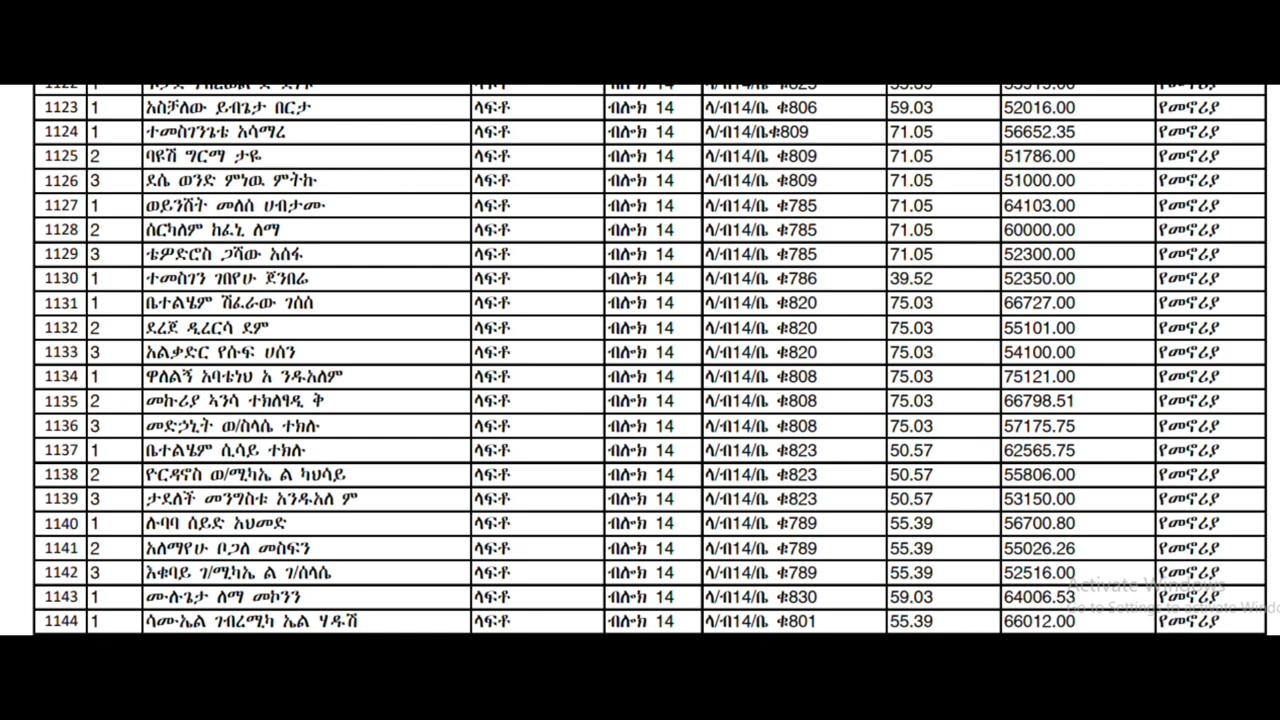 1123 1 አስቻለው ይብጌታ በርታ ላፍቶ ብሎክ 14 ላ/ብ14/ቤ ቁ806 59.03 52016.00 የመኖሪያ
1124 1 ተመስገንጌቴ አሳማረ ላፍቶ ብሎክ 14 ላ/ብ14/ቤቁ809 71.05 56652.35 የመኖሪያ
1125 2 ባዩሽ ግርማ ታዬ ላፍቶ ብሎክ 14 ላ/ብ14/ቤ ቁ809 71.05 51786.00 የመኖሪያ
1126 3 ደሴ ወንድ ምነዉ ምትኩ ላፍቶ ብሎክ 14 ላ/ብ14/ቤ ቁ809 71.05 51000.00 የመኖሪያ
1127 1 ወይንሸት መለሰ ሀብታሙ ላፍቶ ብሎክ 14 ላ/ብ14/ቤ ቁ785 71.05 64103.00 የመኖሪያ
1128 2 ሰርካለም ከፈኒ ለማ ላፍቶ ብሎክ 14 ላ/ብ14/ቤ ቁ785 71.05 60000.00 የመኖሪያ
1129 3 ቴዎድሮስ ጋሻው አሰፋ ላፍቶ ብሎክ 14 ላ/ብ14/ቤ ቁ785 71.05 52300.00 የመኖሪያ
1130 1 ተመስገን ገበየሁ ጀንበሬ ላፍቶ ብሎክ 14 ላ/ብ14/ቤ ቁ786 39.52 52350.00 የመኖሪያ
1131 1 ቤተልሄም ሽፈራው ገሰሰ ላፍቶ ብሎክ 14 ላ/ብ14/ቤ ቁ820 75.03 66727.00 የመኖሪያ
1132 2 ደረጀ ዲረርሳ ደም ላፍቶ ብሎክ 14 ላ/ብ14/ቤ ቁ820 75.03 55101.00 የመኖሪያ
1133 3 አልቃድር የሱፍ ሀሰን ላፍቶ ብሎክ 14 ላ/ብ14/ቤ ቁ820 75.03 54100.00 የመኖሪያ
1134 1 ዋለልኝ አባቴነህ አ ንዱአለም ላፍቶ ብሎክ 14 ላ/ብ14/ቤ ቁ808 75.03 75121.00 የመኖሪያ
1135 2 መኩሪያ ኣንሳ ተክለፃዲ ቅ ላፍቶ ብሎክ 14 ላ/ብ14/ቤ ቁ808 75.03 66798.51 የመኖሪያ
1136 3 መድኃኒት ወ/ስላሴ ተክሉ ላፍቶ ብሎክ 14 ላ/ብ14/ቤ ቁ808 75.03 57175.75 የመኖሪያ
1137 1 ቤተልሄም ሲሳይ ተክሉ ላፍቶ ብሎክ 14 ላ/ብ14/ቤ ቁ823 50.57 62565.75 የመኖሪያ
1138 2 ዮርዳኖስ ወ/ሚካኤ ል ካህሳይ ላፍቶ ብሎክ 14 ላ/ብ14/ቤ ቁ823 50.57 55806.00 የመኖሪያ
1139 3 ታደለች መንግስቱ አንዱአለ ም ላፍቶ ብሎክ 14 ላ/ብ14/ቤ ቁ823 50.57 53150.00 የመኖሪያ
1140 1 ሉባባ ሰይድ አህመድ ላፍቶ ብሎክ 14 ላ/ብ14/ቤ ቁ789 55.39 56700.80 የመኖሪያ
1141 2 አለማየሁ ቦጋለ መስፍን ላፍቶ ብሎክ 14 ላ/ብ14/ቤ ቁ789 55.39 55026.26 የመኖሪያ
1142 3 እቁባይ ገ/ሚካኤ ል ገ/ስላሴ ላፍቶ ብሎክ 14 ላ/ብ14/ቤ ቁ789 55.39 52516.00 የመኖሪያ
1143 1 ሙሉጌታ ለማ መኮንን ላፍቶ ብሎክ 14 ላ/ብ14/ቤ ቁ830 59.03 64006.53 የመኖሪያ
1144 1 ሳሙኤል ገብረሚካ ኤል ሃዱሽ ላፍቶ ብሎክ 14 ላ/ብ14/ቤ ቁ801 55.39 66012.00 የመኖሪያ
Activate Windows
Go to Settings to activate Windo